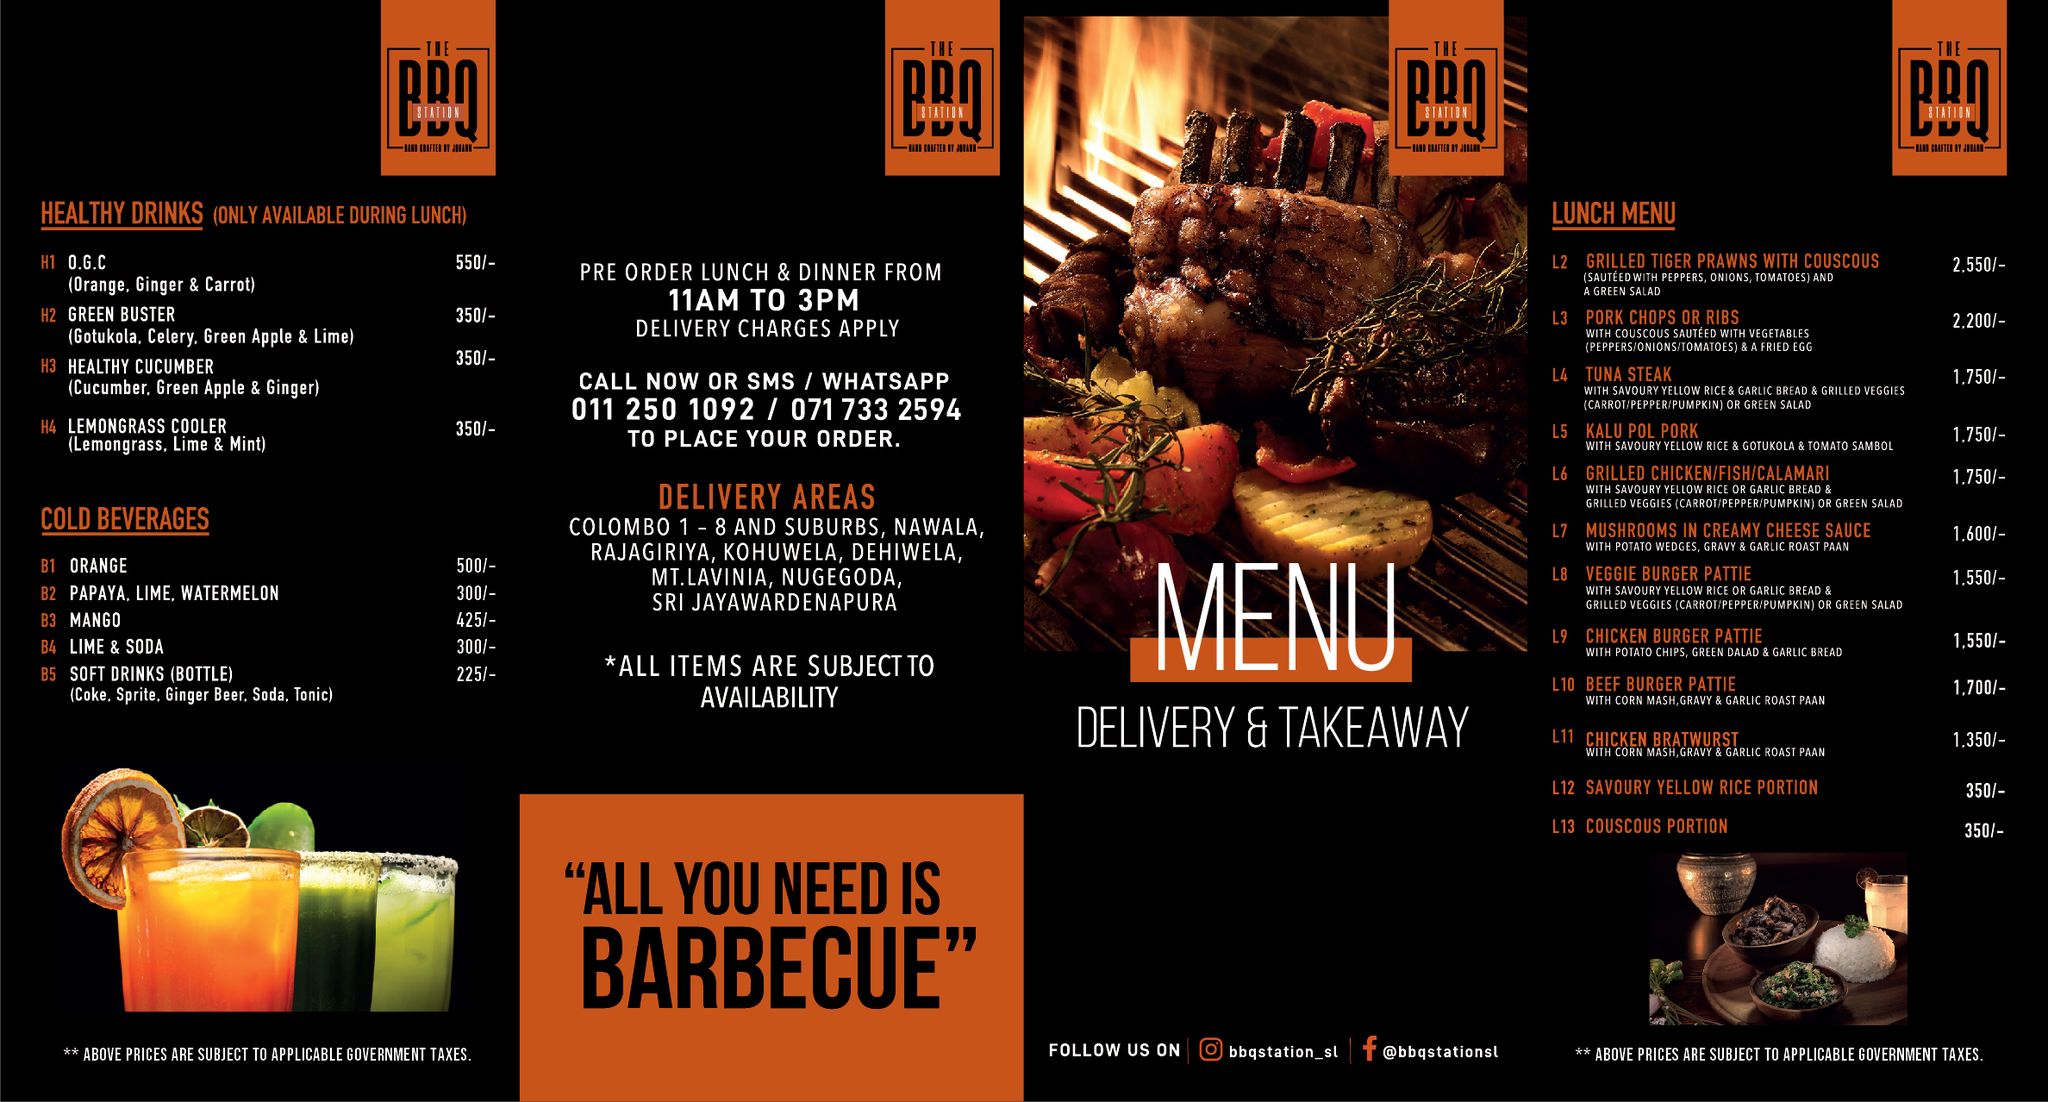 THE
BBQ
STATION
HAND CRAFTED BY JOHANN
HEALTHY DRINKS (ONLY AVAILABLE DURING LUNCH)
H1 O.G.C 550/-
(Orange, Ginger & Carrot)
H2 GREEN BUSTER 350/-
(Gotukola, Celery, Green Apple & Lime)
H3 HEALTHY CUCUMBER 350/-
(Cucumber, Green Apple & Ginger)
H4 LEMONGRASS COOLER 350/-
(Lemongrass, Lime & Mint)
COLD BEVERAGES
B1 ORANGE 500/-
B2 PAPAYA, LIME, WATERMELON 300/-
B3 MANGO 425/-
B4 LIME & SODA 300/-
B5 SOFT DRINKS (BOTTLE) 225/-
(Coke, Sprite, Ginger Beer, Soda, Tonic)
** ABOVE PRICES ARE SUBJECT TO APPLICABLE GOVERNMENT TAXES.
THE
BBQ
STATION
HAND CRAFTED BY JOHANN
PRE ORDER LUNCH & DINNER FROM
11AM TO 3PM
DELIVERY CHARGES APPLY
CALL NOW OR SMS / WHATSAPP
011 250 1092 / 071 733 2594
TO PLACE YOUR ORDER.
DELIVERY AREAS
COLOMBO 1 - 8 AND SUBURBS, NAWALA,
RAJAGIRIYA, KOHUWELA, DEHIWELA,
MT.LAVINIA, NUGEGODA,
SRI JAYAWARDENAPURA
*ALL ITEMS ARE SUBJECT TO
AVAILABILITY
"ALL YOU NEED IS
BARBECUE"
THE
BBQ
STATION
HAND CRAFTED BY JOHANN
MENU
DELIVERY & TAKEAWAY
FOLLOW US ON | bbqstation_sl | @bbqstationsl
THE
BBQ
STATION
HAND CRAFTED BY JOHANN
LUNCH MENU
L2 GRILLED TIGER PRAWNS WITH COUSCOUS 2,550/-
(SAUTÉED WITH PEPPERS, ONIONS, TOMATOES) AND
A GREEN SALAD
L3 PORK CHOPS OR RIBS 2,200/-
WITH COUSCOUS SAUTÉED WITH VEGETABLES
(PEPPERS/ONIONS/TOMATOES) & A FRIED EGG
L4 TUNA STEAK 1,750/-
WITH SAVOURY YELLOW RICE & GARLIC BREAD & GRILLED VEGGIES
(CARROT/PEPPER/PUMPKIN) OR GREEN SALAD
L5 KALU POL PORK 1,750/-
WITH SAVOURY YELLOW RICE & GOTUKOLA & TOMATO SAMBOL
L6 GRILLED CHICKEN/FISH/CALAMARI 1,750/-
WITH SAVOURY YELLOW RICE OR GARLIC BREAD &
GRILLED VEGGIES (CARROT/PEPPER/PUMPKIN) OR GREEN SALAD
L7 MUSHROOMS IN CREAMY CHEESE SAUCE 1,600/-
WITH POTATO WEDGES, GRAVY & GARLIC ROAST PAAN
L8 VEGGIE BURGER PATTIE 1,550/-
WITH SAVOURY YELLOW RICE OR GARLIC BREAD &
GRILLED VEGGIES (CARROT/PEPPER/PUMPKIN) OR GREEN SALAD
L9 CHICKEN BURGER PATTIE 1,550/-
WITH POTATO CHIPS, GREEN DALAD & GARLIC BREAD
L10 BEEF BURGER PATTIE 1,700/-
WITH CORN MASH,GRAVY & GARLIC ROAST PAAN
L11 CHICKEN BRATWURST 1,350/-
WITH CORN MASH,GRAVY & GARLIC ROAST PAAN
L12 SAVOURY YELLOW RICE PORTION 350/-
L13 COUSCOUS PORTION 350/-
** ABOVE PRICES ARE SUBJECT TO APPLICABLE GOVERNMENT TAXES.